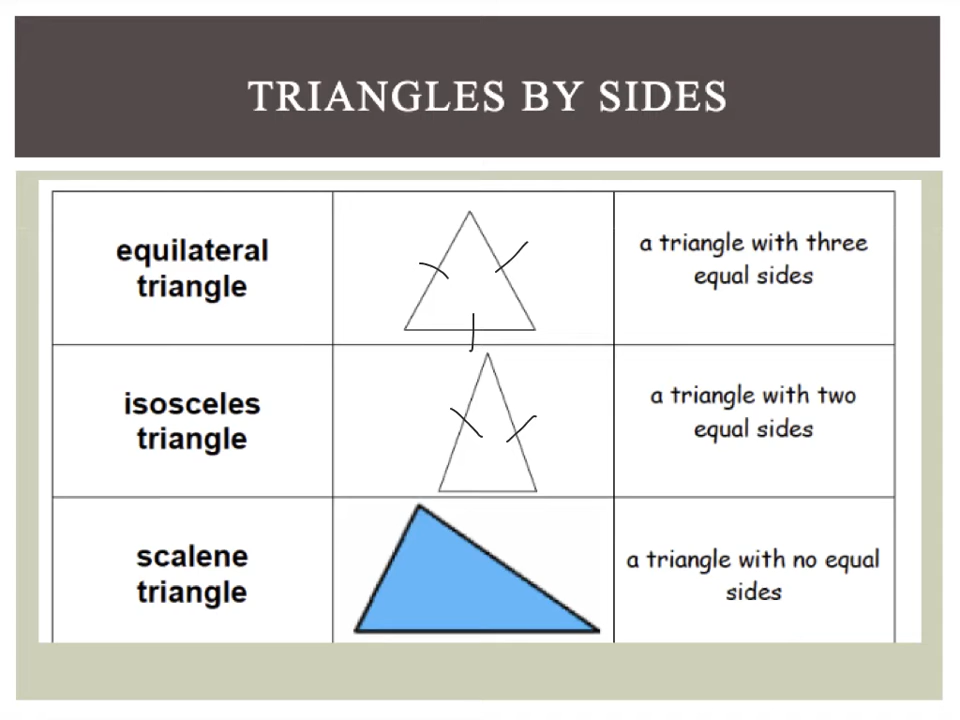 TRIANGLES BY SIDES
equilateral
triangle
a triangle with three
equal sides
isosceles
triangle
a triangle with two
equal sides
scalene
triangle
a triangle with no equal
sides